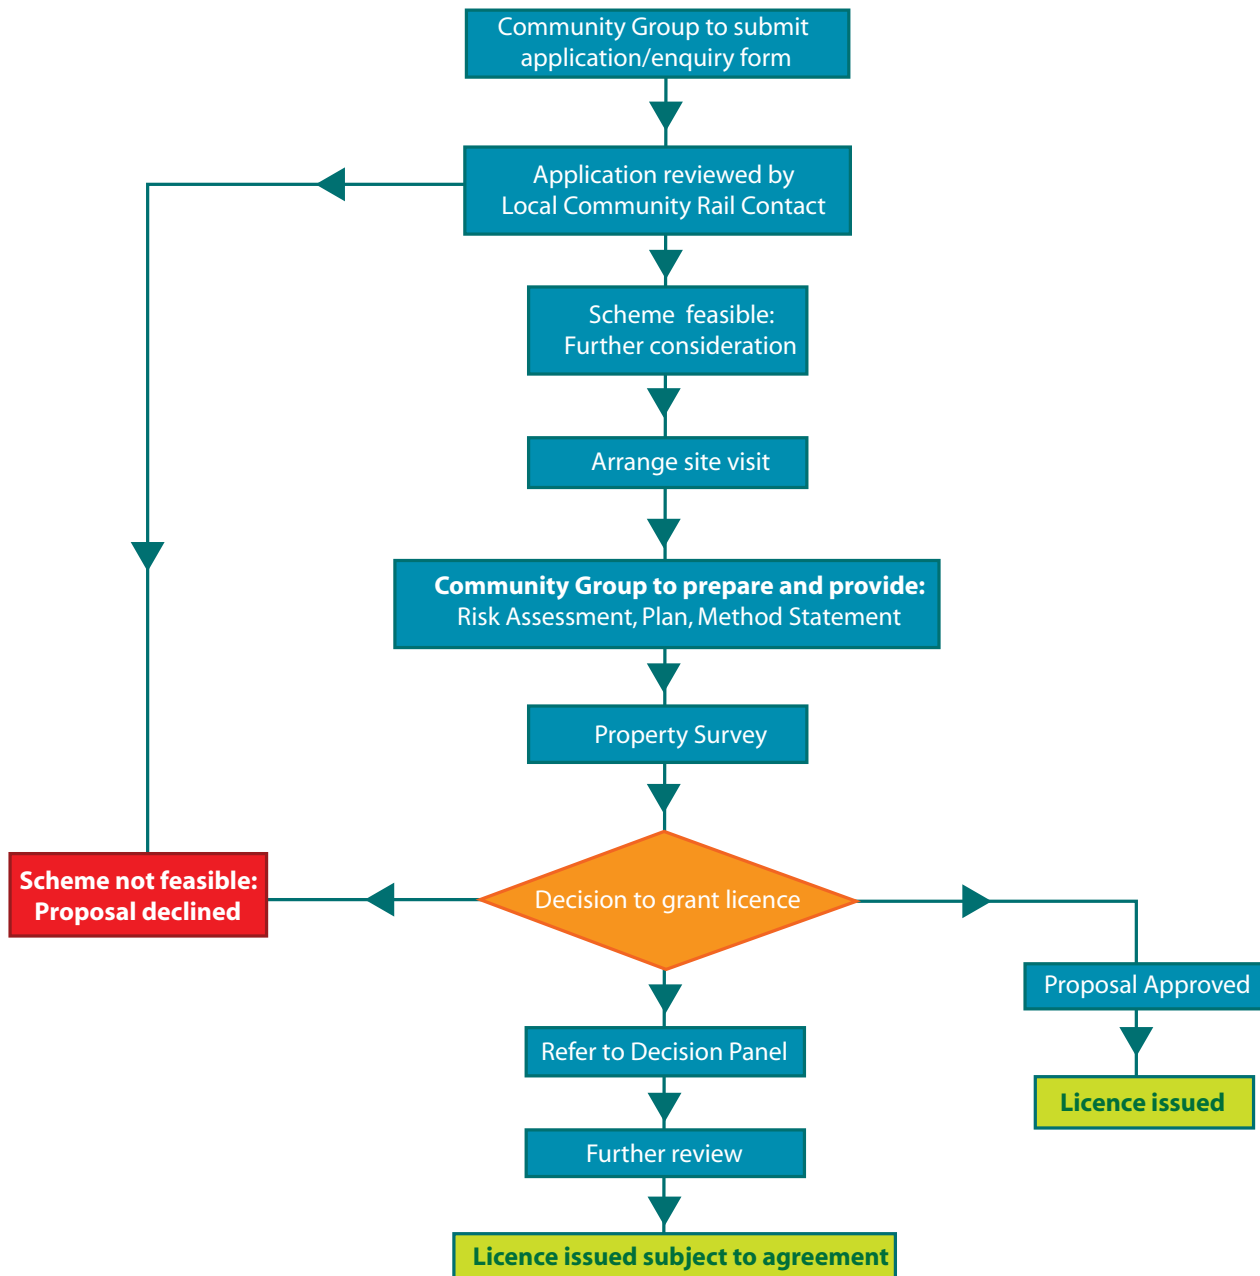 Community Group to submit
application/enquiry form
Application reviewed by
Local Community Rail Contact
Scheme feasible:
Further consideration
Arrange site visit
Community Group to prepare and provide:
Risk Assessment, Plan, Method Statement
Property Survey
Scheme not feasible:
Proposal declined
Decision to grant licence
Proposal Approved
Licence issued
Refer to Decision Panel
Further review
Licence issued subject to agreement